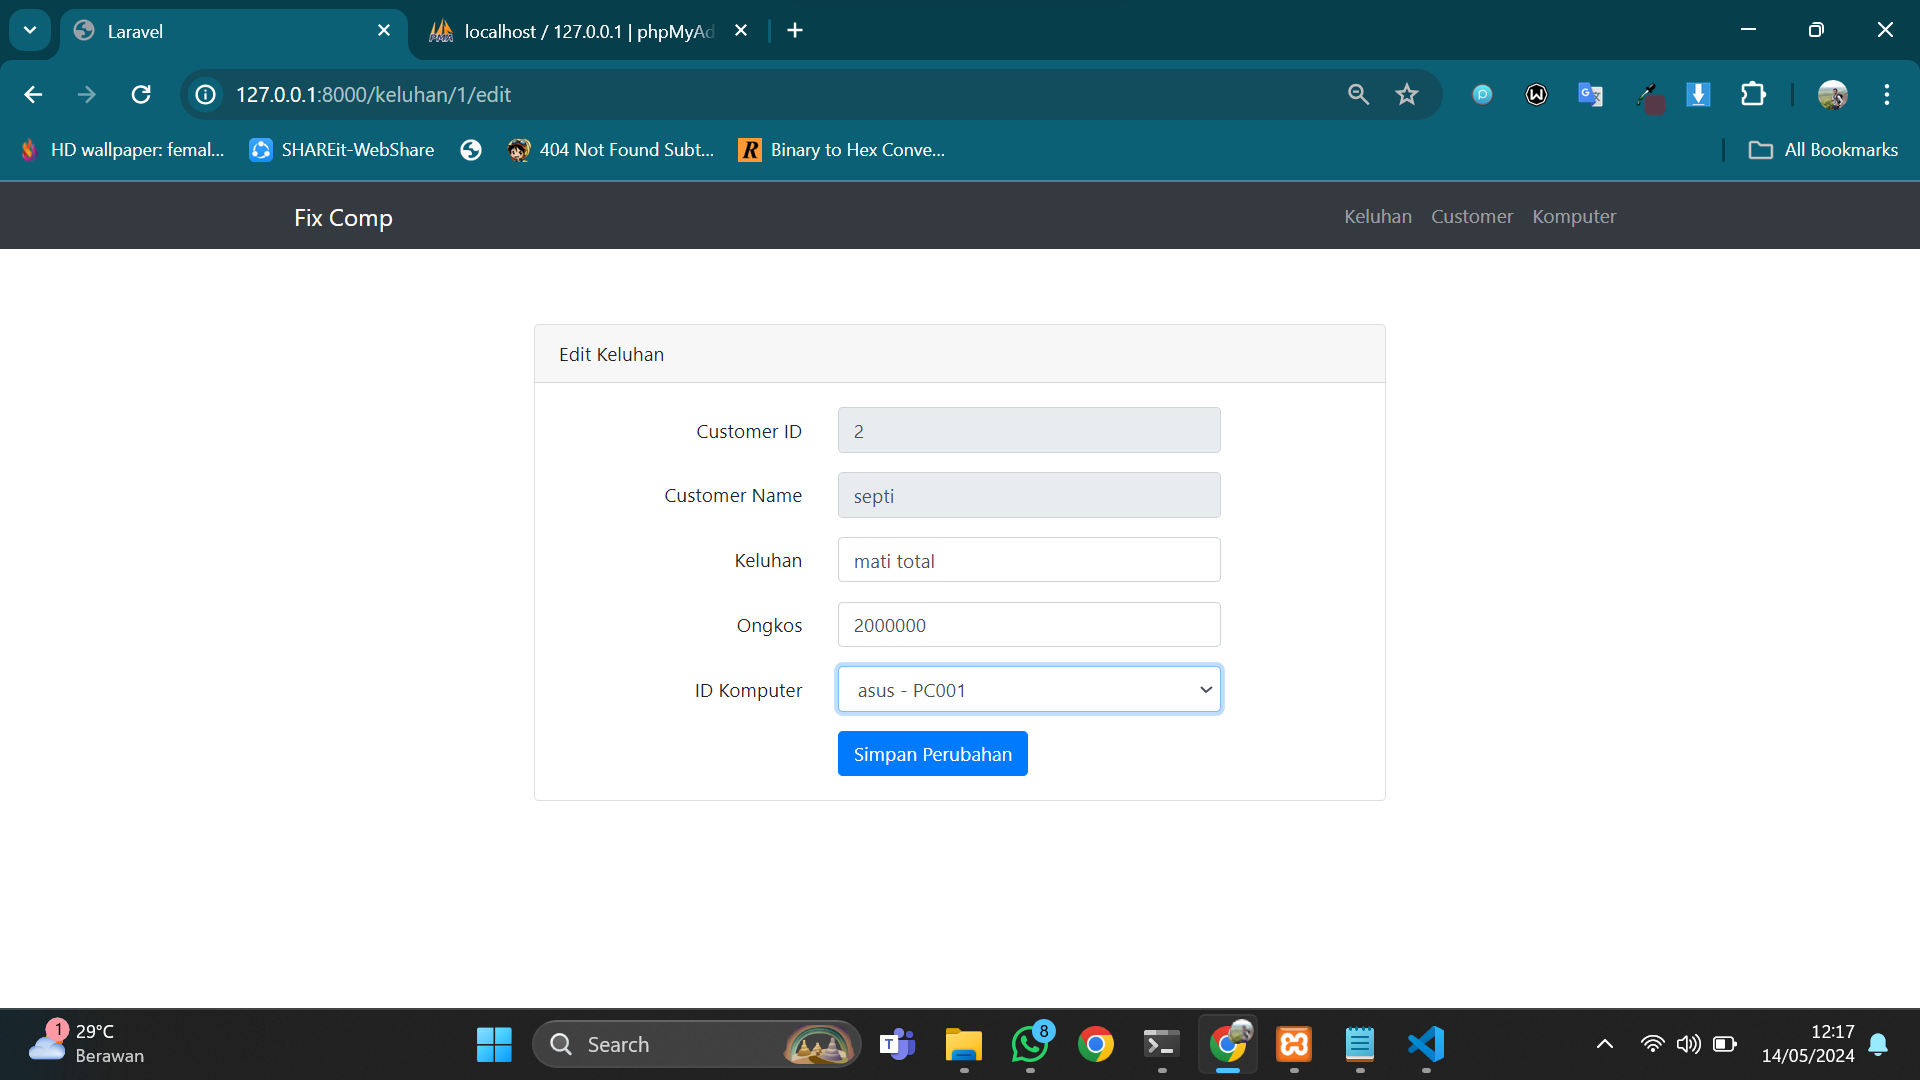 Laravel
localhost / 127.0.0.1 | phpMyAd
127.0.0.1:8000/keluhan/1/edit
HD wallpaper: femal...
SHAREit-WebShare
404 Not Found Subt...
Binary to Hex Conve...
All Bookmarks
Fix Comp
Keluhan
Customer
Komputer
Edit Keluhan
Customer ID
2
Customer Name
septi
Keluhan
mati total
Ongkos
2000000
ID Komputer
asus - PC001
Simpan Perubahan
1
29°C
Berawan
Search
8
12:17
14/05/2024